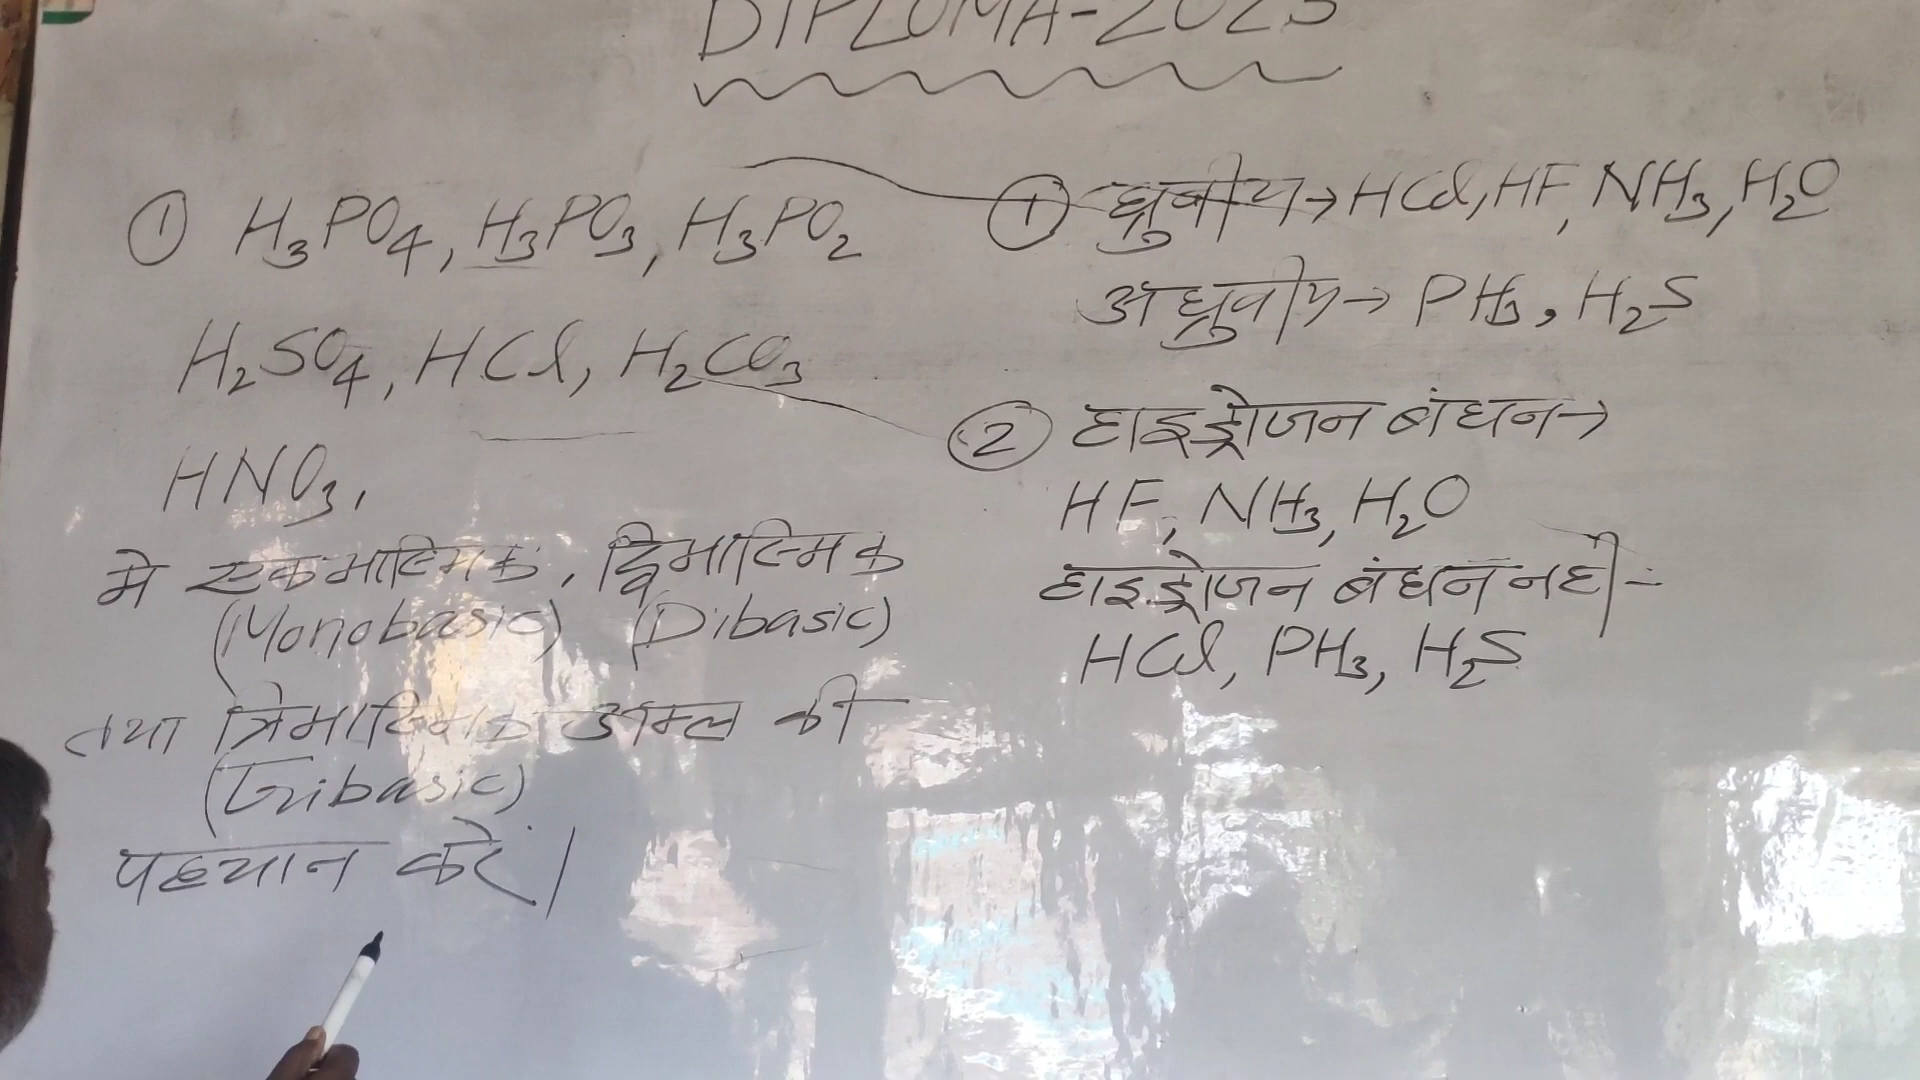 DIPLOMA-2023
① H₃PO₄, H₃PO₃, H₃PO₂
H₂SO₄, HCl, H₂CO₃
HNO₃,
मे एकभास्मिक, द्विभास्मिक
(Monobasic) (Dibasic)
तथा त्रिभास्मिक अम्ल की
(Tribasic)
पहचान करें।
① ध्रुवीय→HCl, HF, NH₃, H₂O
अध्रुवीय→ PH₃, H₂S
② हाइड्रोजन बंधन→
HF, NH₃, H₂O
हाइड्रोजन बंधन नही-
HCl, PH₃, H₂S